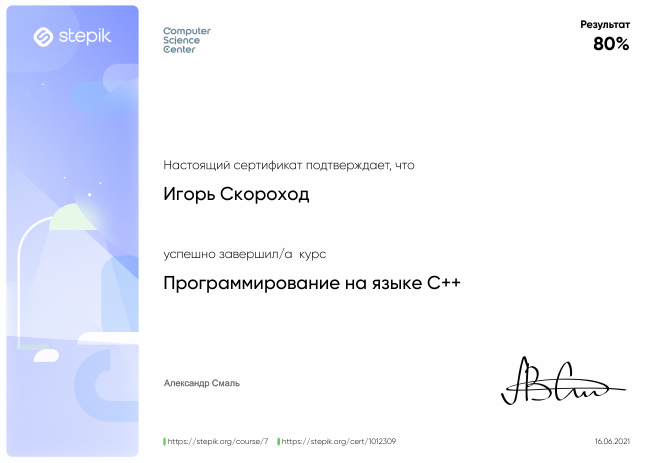 stepik
Computer
Science
Center
Результат
80%
Настоящий сертификат подтверждает, что
Игорь Скороход
успешно завершил/а курс
Программирование на языке C++
Александр Смаль
https://stepik.org/course/7 https://stepik.org/cert/1012309
16.06.2021